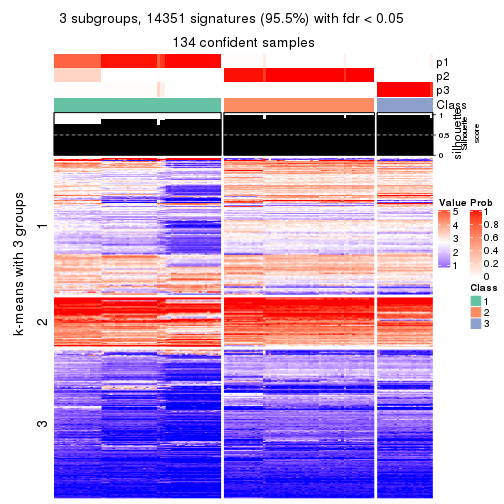 3 subgroups, 14351 signatures (95.5%) with fdr < 0.05
134 confident samples
p1
p2
p3
Class
1
0.5
0
silhouette
Silhouette
score
k-means with 3 groups
1
2
3
Value
5
4
3
2
1
Prob
1
0.8
0.6
0.4
0.2
0
Class
1
2
3